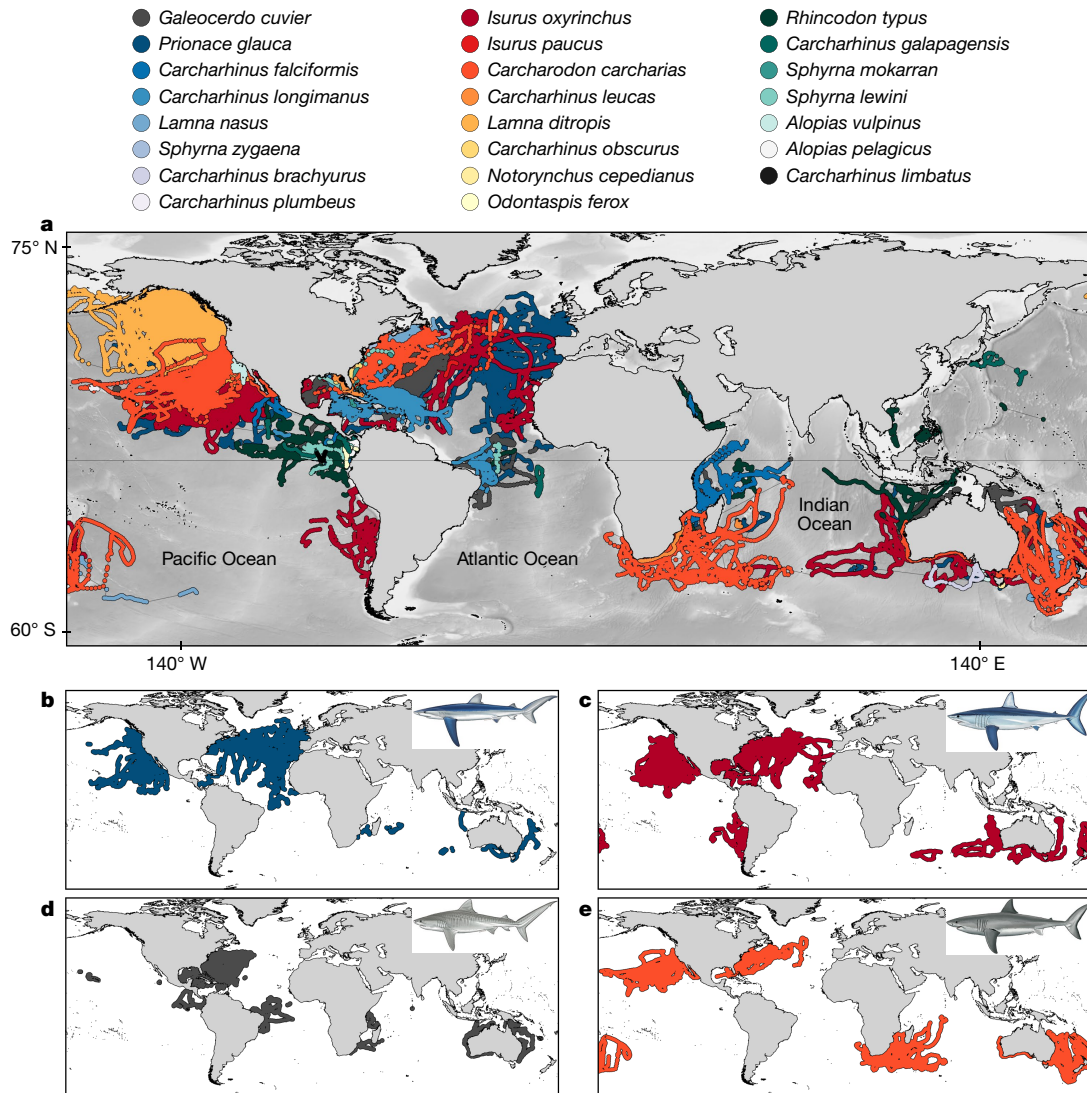 Galeocerdo cuvier
Prionace glauca
Carcharhinus falciformis
Carcharhinus longimanus
Lamna nasus
Sphyrna zygaena
Carcharhinus brachyurus
Carcharhinus plumbeus
Isurus oxyrinchus
Isurus paucus
Carcharodon carcharias
Carcharhinus leucas
Lamna ditropis
Carcharhinus obscurus
Notorynchus cepedianus
Odontaspis ferox
Rhincodon typus
Carcharhinus galapagensis
Sphyrna mokarran
Sphyrna lewini
Alopias vulpinus
Alopias pelagicus
Carcharhinus limbatus
a
75° N
Pacific Ocean
Atlantic Ocean
Indian
Ocean
60° S
140° W
140° E
b
c
d
e